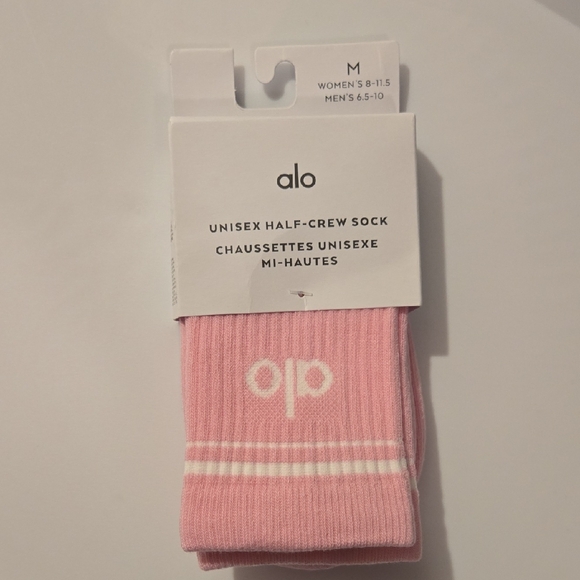 M
WOMEN'S 8-11.5
MEN'S 6.5-10
alo
UNISEX HALF-CREW SOCK
CHAUSSETTES UNISEXE
MI-HAUTES
alo